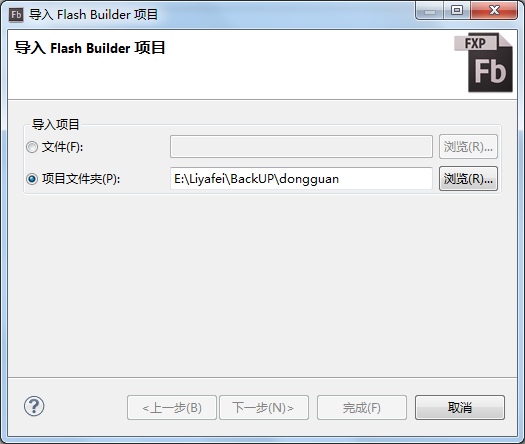 Fb 导入 Flash Builder 项目
导入 Flash Builder 项目
FXP
Fb
导入项目
文件(F):
浏览(R)...
项目文件夹(P):
E:\Liyafei\BackUP\dongguan
浏览(R)...
?
<上一步(B)
下一步(N)>
完成(F)
取消